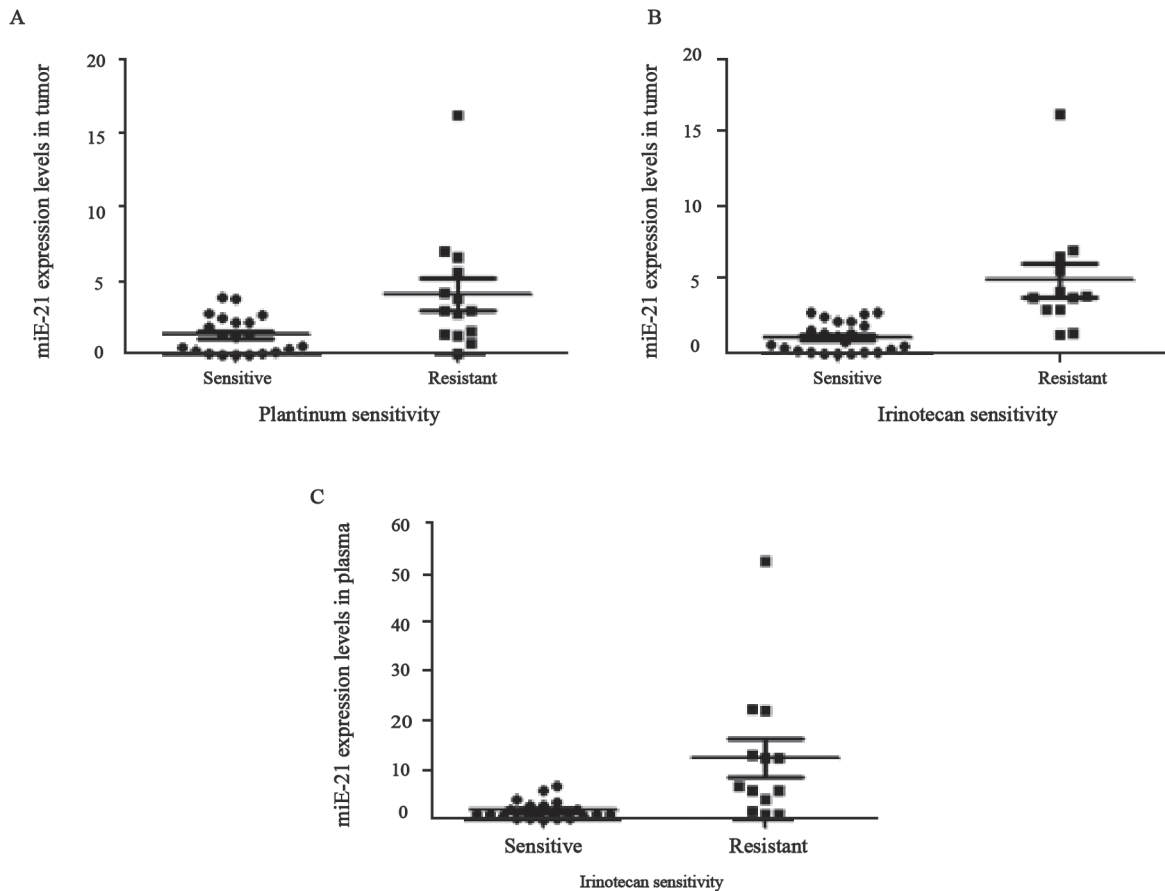 A
miE-21 expression levels in tumor
20
15
10
5
0
Sensitive
Resistant
Plantinum sensitivity
B
miE-21 expression levels in tumor
20
15
10
5
0
Sensitive
Resistant
Irinotecan sensitivity
C
miE-21 expression levels in plasma
60
50
40
30
20
10
0
Sensitive
Resistant
Irinotecan sensitivity